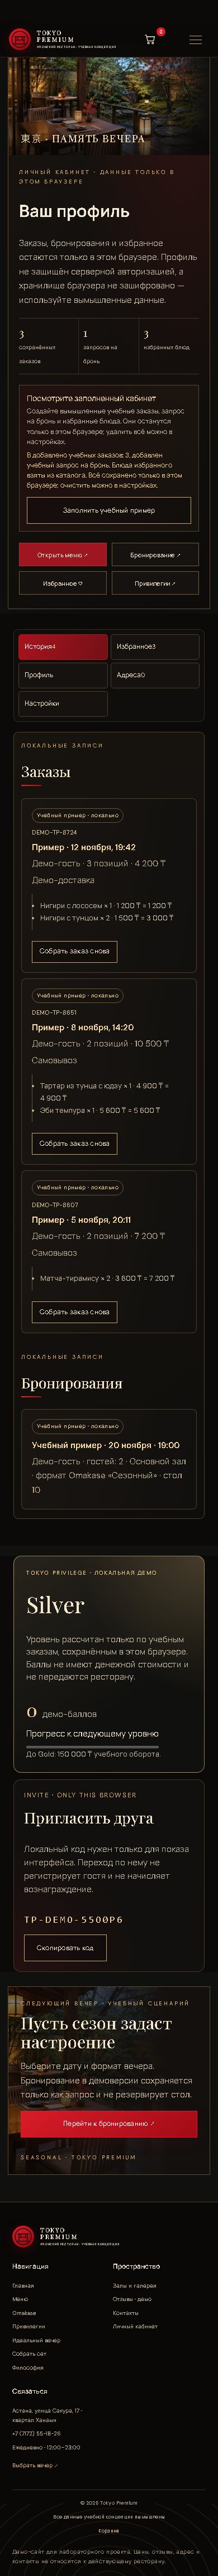 TOKYO
PREMIUM
ЯПОНСКИЙ РЕСТОРАН · УЧЕБНАЯ КОНЦЕПЦИЯ
0
東京 · ПАМЯТЬ ВЕЧЕРА
ЛИЧНЫЙ КАБИНЕТ · ДАННЫЕ ТОЛЬКО В
ЭТОМ БРАУЗЕРЕ
Ваш профиль
Заказы, бронирования и избранное
остаются только в этом браузере. Профиль
не защищён серверной авторизацией, а
хранилище браузера не зашифровано —
используйте вымышленные данные.
3
сохранённых
заказов
1
запросов на
бронь
3
избранных блюд
Посмотрите заполненный кабинет
Создайте вымышленные учебные заказы, запрос
на бронь и избранные блюда. Они останутся
только в этом браузере; удалить всё можно в
настройках.
В добавлено учебных заказов: 3, добавлен
учебный запрос на бронь. Блюда избранного
взяты из каталога. Всё сохранено только в этом
браузере; очистить можно в настройках.
Заполнить учебный пример
Открыть меню ↗
Бронирование ↗
Избранное ♡
Привилегии ↗
История4
Избранное3
Профиль
Адреса0
Настройки
ЛОКАЛЬНЫЕ ЗАПИСИ
Заказы
Учебный пример · локально
DEMO-TP-8724
Пример · 12 ноября, 19:42
Демо-гость · 3 позиций · 4 200 ₸
Демо-доставка
Нигири с лососем × 1 · 1 200 ₸ = 1 200 ₸
Нигири с тунцом × 2 · 1 500 ₸ = 3 000 ₸
Собрать заказ снова
Учебный пример · локально
DEMO-TP-8651
Пример · 8 ноября, 14:20
Демо-гость · 2 позиций · 10 500 ₸
Самовывоз
Тартар из тунца с юдзу × 1 · 4 900 ₸ =
4 900 ₸
Эби темпура × 1 · 5 600 ₸ = 5 600 ₸
Собрать заказ снова
Учебный пример · локально
DEMO-TP-8607
Пример · 5 ноября, 20:11
Демо-гость · 2 позиций · 7 200 ₸
Самовывоз
Матча-тирамису × 2 · 3 600 ₸ = 7 200 ₸
Собрать заказ снова
ЛОКАЛЬНЫЕ ЗАПИСИ
Бронирования
Учебный пример · локально
Учебный пример · 20 ноября · 19:00
Демо-гость · гостей: 2 · Основной зал
· формат Omakase «Сезонный» · стол
10
TOKYO PRIVILEGE · ЛОКАЛЬНАЯ ДЕМО
Silver
Уровень рассчитан только по учебным
заказам, сохранённым в этом браузере.
Баллы не имеют денежной стоимости и
не передаются ресторану.
0 демо-баллов
Прогресс к следующему уровню
До Gold: 150 000 ₸ учебного оборота.
INVITE · ONLY THIS BROWSER
Пригласить друга
Локальный код нужен только для показа
интерфейса. Переход по нему не
регистрирует гостя и не начисляет
вознаграждение.
TP-DEMO-5500P6
Скопировать код
СЛЕДУЮЩИЙ ВЕЧЕР · УЧЕБНЫЙ СЦЕНАРИЙ
Пусть сезон задаст
настроение
Выберите дату и формат вечера.
Бронирование в демоверсии сохраняется
только как запрос и не резервирует стол.
Перейти к бронированию ↗
SEASONAL · TOKYO PREMIUM
TOKYO
PREMIUM
ЯПОНСКИЙ РЕСТОРАН · УЧЕБНАЯ КОНЦЕПЦИЯ
Навигация
Главная
Меню
Omakase
Привилегии
Идеальный вечер
Собрать сет
Философия
Пространство
Залы и галерея
Отзывы · демо
Контакты
Личный кабинет
Связаться
Астана, улица Сакура, 17 ·
квартал Ханами
+7 (7172) 55-18-26
Ежедневно · 12:00–23:00
Выбрать вечер ↗
© 2026 Tokyo Premium
Все данные учебной концепции вымышлены
Корзина
Демо-сайт для лабораторного проекта. Цены, отзывы, адрес и
контакты не относятся к действующему ресторану.